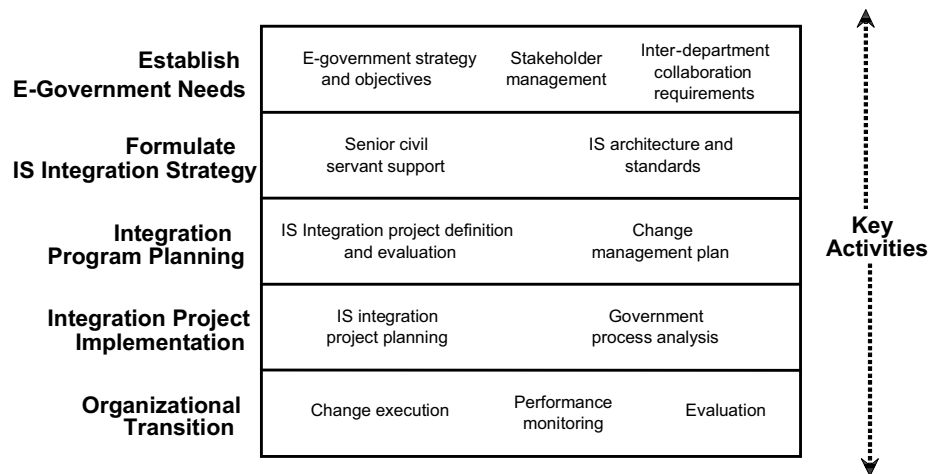 Establish
E-Government Needs
E-government strategy
and objectives
Stakeholder
management
Inter-department
collaboration
requirements
Formulate
IS Integration Strategy
Senior civil
servant support
IS architecture and
standards
Integration
Program Planning
IS Integration project definition
and evaluation
Change
management plan
Integration Project
Implementation
IS integration
project planning
Government
process analysis
Organizational
Transition
Change execution
Performance
monitoring
Evaluation
Key
Activities